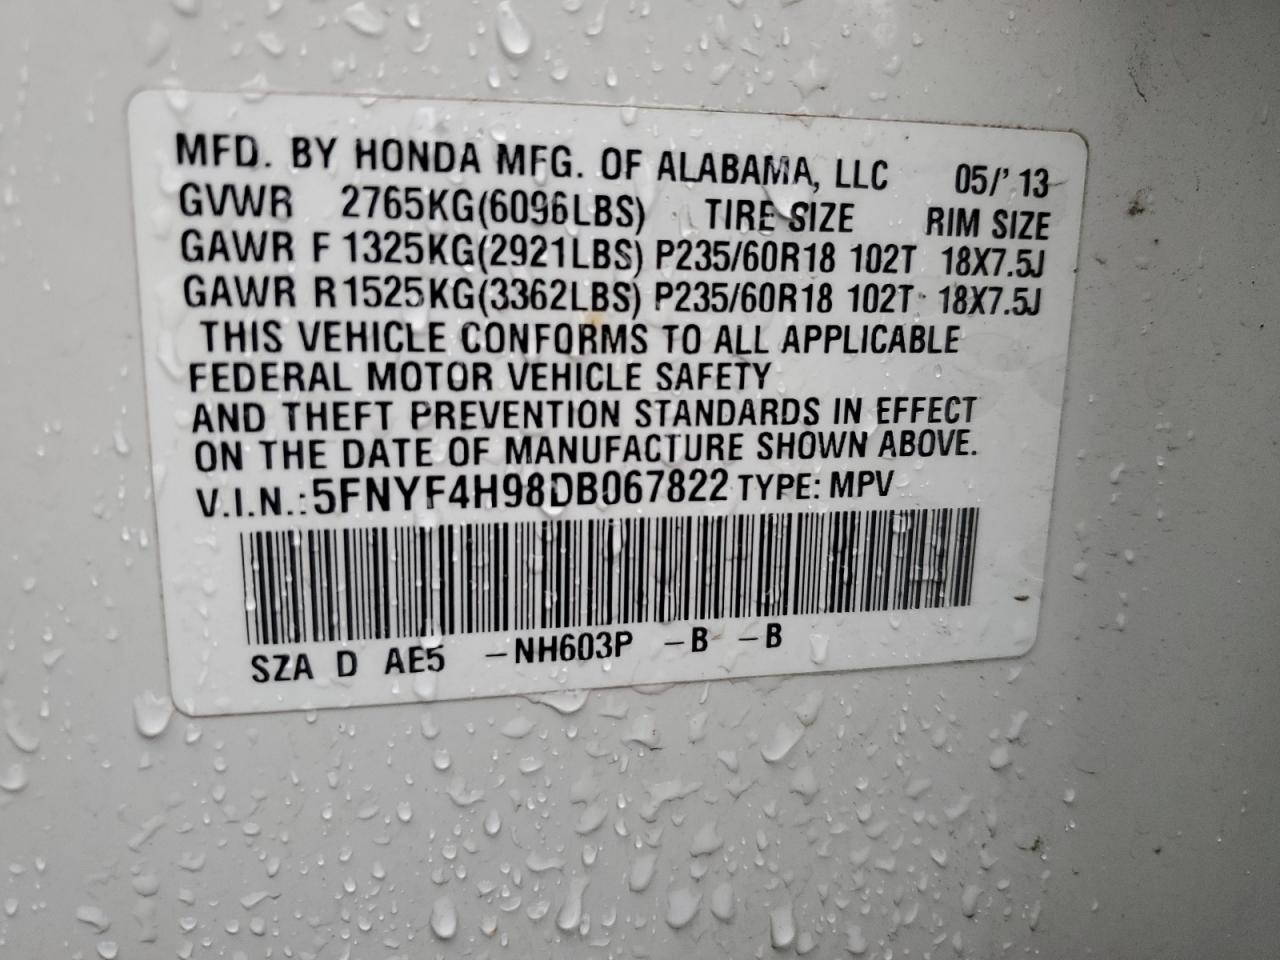 MFD. BY HONDA MFG. OF ALABAMA, LLC 05/'13
GVWR 2765KG(6096LBS) TIRE SIZE RIM SIZE
GAWR F 1325KG(2921LBS) P235/60R18 102T 18X7.5J
GAWR R1525KG(3362LBS) P235/60R18 102T 18X7.5J
THIS VEHICLE CONFORMS TO ALL APPLICABLE
FEDERAL MOTOR VEHICLE SAFETY
AND THEFT PREVENTION STANDARDS IN EFFECT
ON THE DATE OF MANUFACTURE SHOWN ABOVE.
V.I.N.:5FNYF4H98DB067822 TYPE: MPV
SZA D AE5 –NH603P –B –B